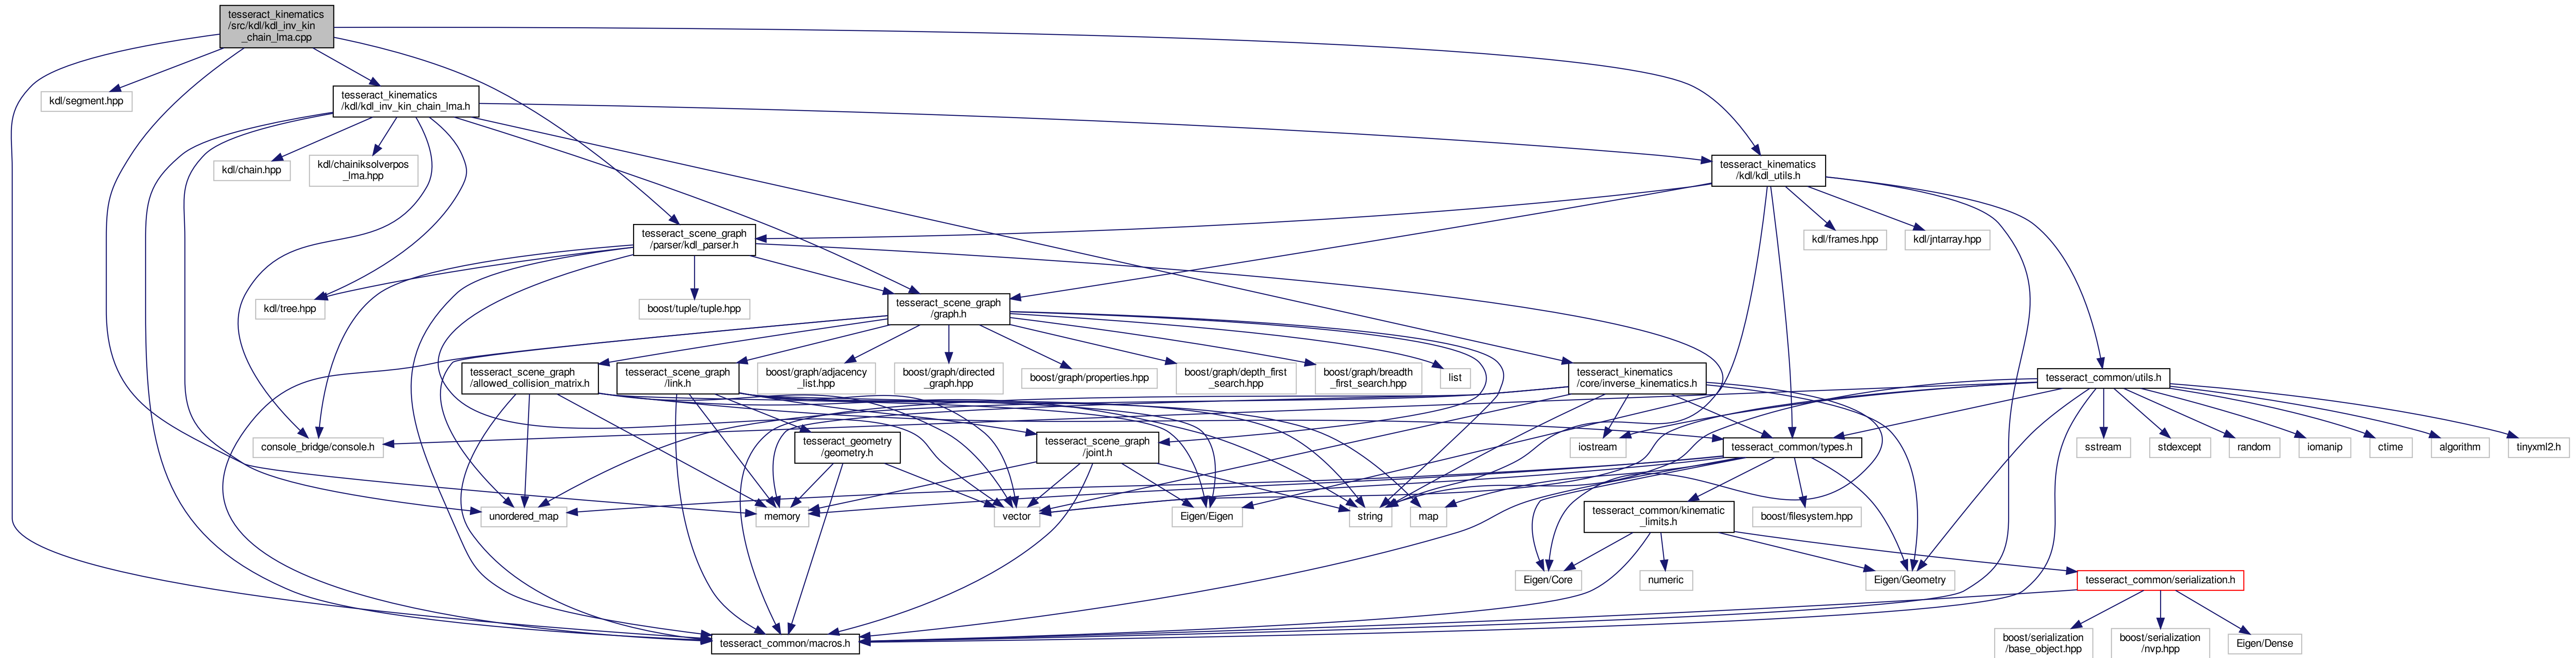 tesseract_kinematics
/src/kdl/kdl_inv_kin
_chain_lma.cpp
kdl/segment.hpp
tesseract_kinematics
/kdl/kdl_inv_kin_chain_lma.h
kdl/chain.hpp
kdl/chainiksolverpos
_lma.hpp
tesseract_kinematics
/kdl/kdl_utils.h
tesseract_scene_graph
/parser/kdl_parser.h
kdl/frames.hpp
kdl/jntarray.hpp
kdl/tree.hpp
boost/tuple/tuple.hpp
tesseract_scene_graph
/graph.h
tesseract_scene_graph
/allowed_collision_matrix.h
tesseract_scene_graph
/link.h
boost/graph/adjacency
_list.hpp
boost/graph/directed
_graph.hpp
boost/graph/properties.hpp
boost/graph/depth_first
_search.hpp
boost/graph/breadth
_first_search.hpp
list
tesseract_kinematics
/core/inverse_kinematics.h
tesseract_common/utils.h
console_bridge/console.h
tesseract_geometry
/geometry.h
tesseract_scene_graph
/joint.h
iostream
tesseract_common/types.h
sstream
stdexcept
random
iomanip
ctime
algorithm
tinyxml2.h
unordered_map
memory
vector
Eigen/Eigen
string
map
tesseract_common/kinematic
_limits.h
boost/filesystem.hpp
Eigen/Core
numeric
Eigen/Geometry
tesseract_common/serialization.h
tesseract_common/macros.h
boost/serialization
/base_object.hpp
boost/serialization
/nvp.hpp
Eigen/Dense